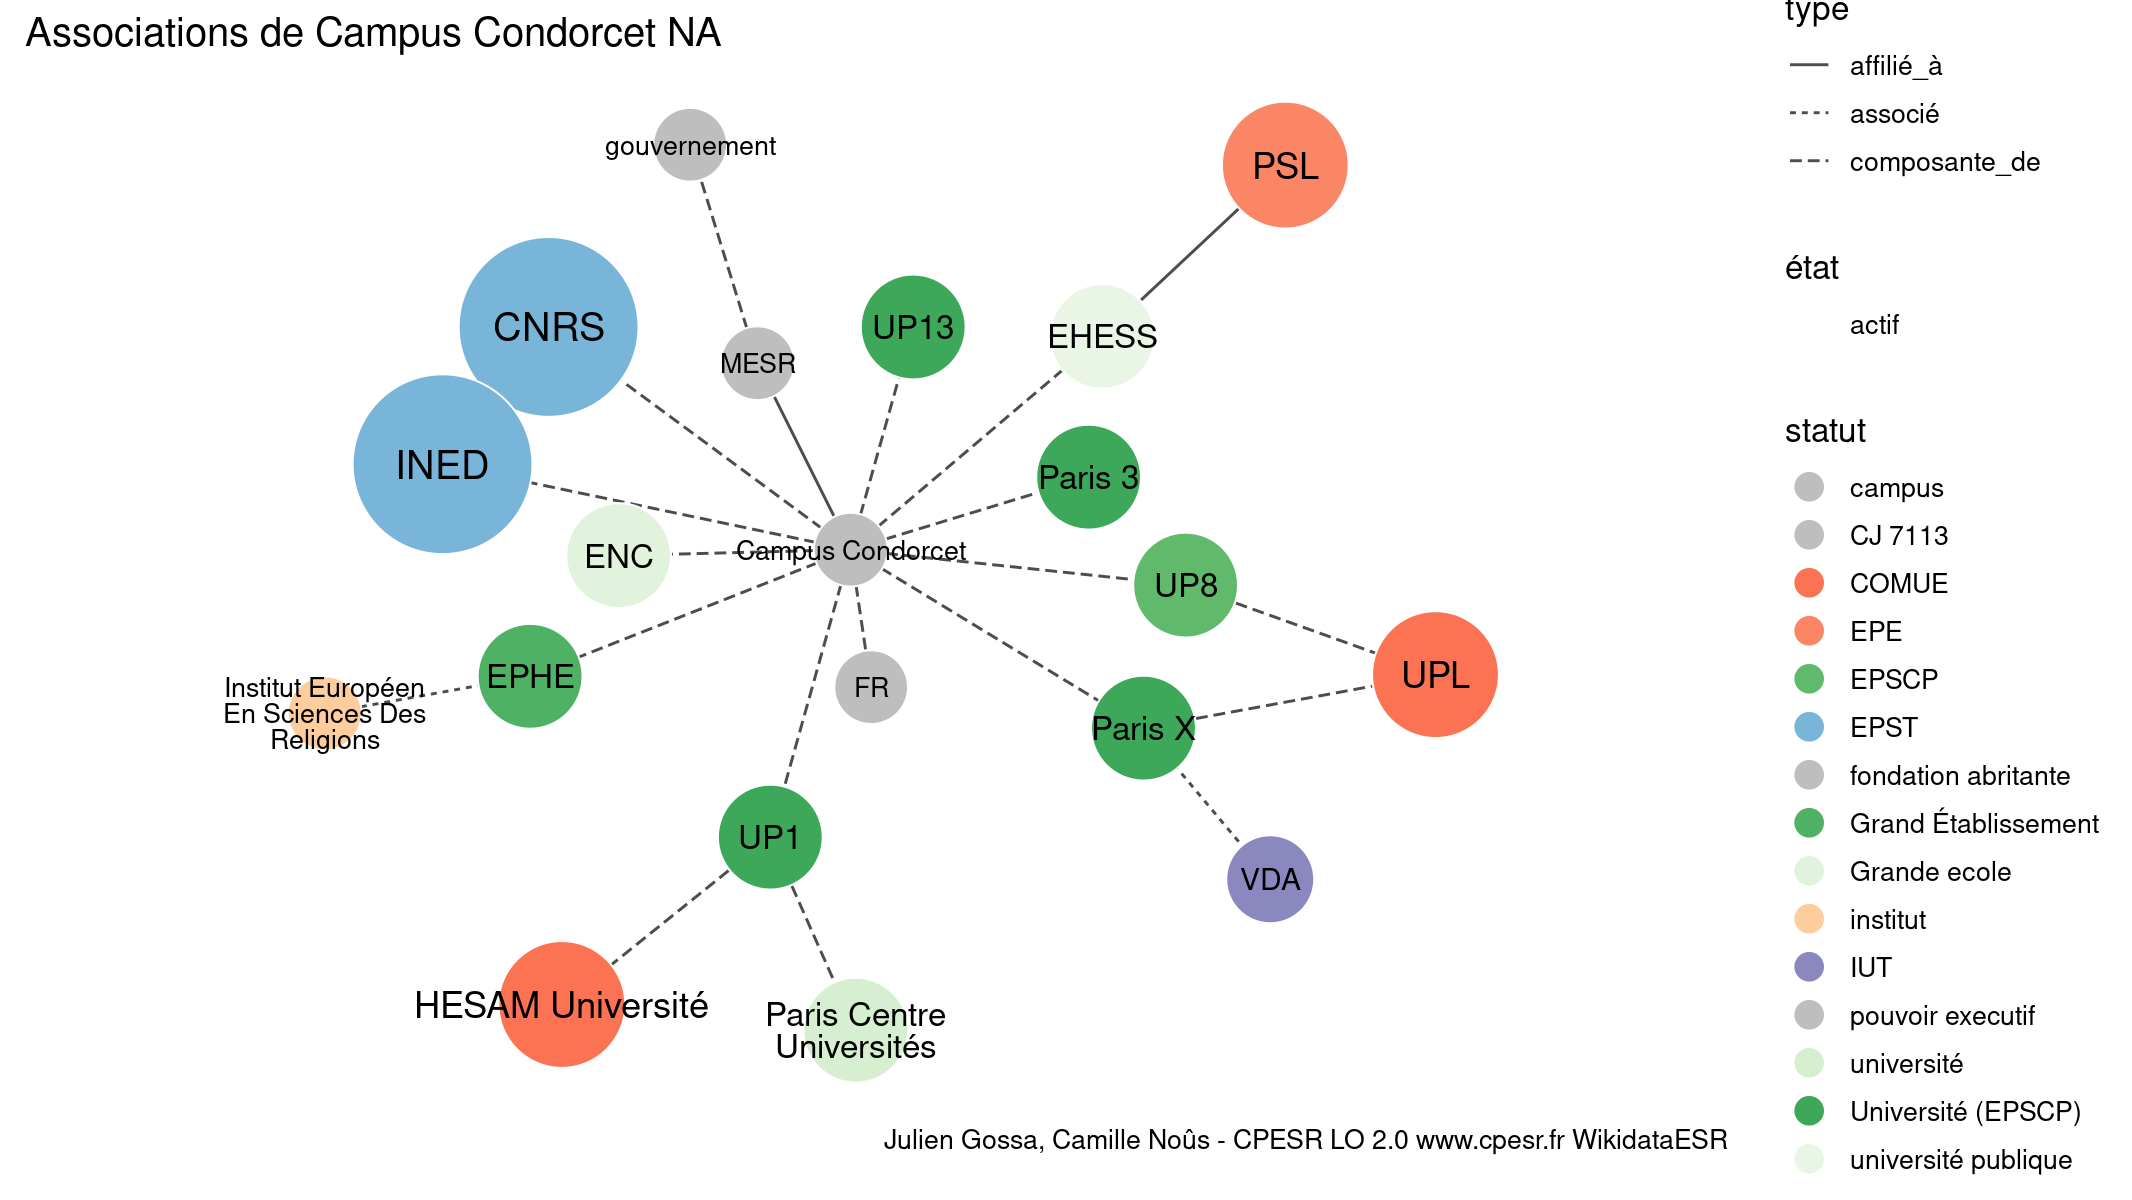 Associations de Campus Condorcet NA
gouvernement
PSL
CNRS
UP13
EHESS
MESR
INED
Paris 3
ENC
Campus Condorcet
UP8
EPHE
Institut Européen
En Sciences Des
Religions
FR
UPL
Paris X
UP1
VDA
HESAM Université
Paris Centre
Universités
Julien Gossa, Camille Noûs - CPESR LO 2.0 www.cpesr.fr WikidataESR
type
affilié_à
associé
composante_de
état
actif
statut
campus
CJ 7113
COMUE
EPE
EPSCP
EPST
fondation abritante
Grand Établissement
Grande ecole
institut
IUT
pouvoir executif
université
Université (EPSCP)
université publique